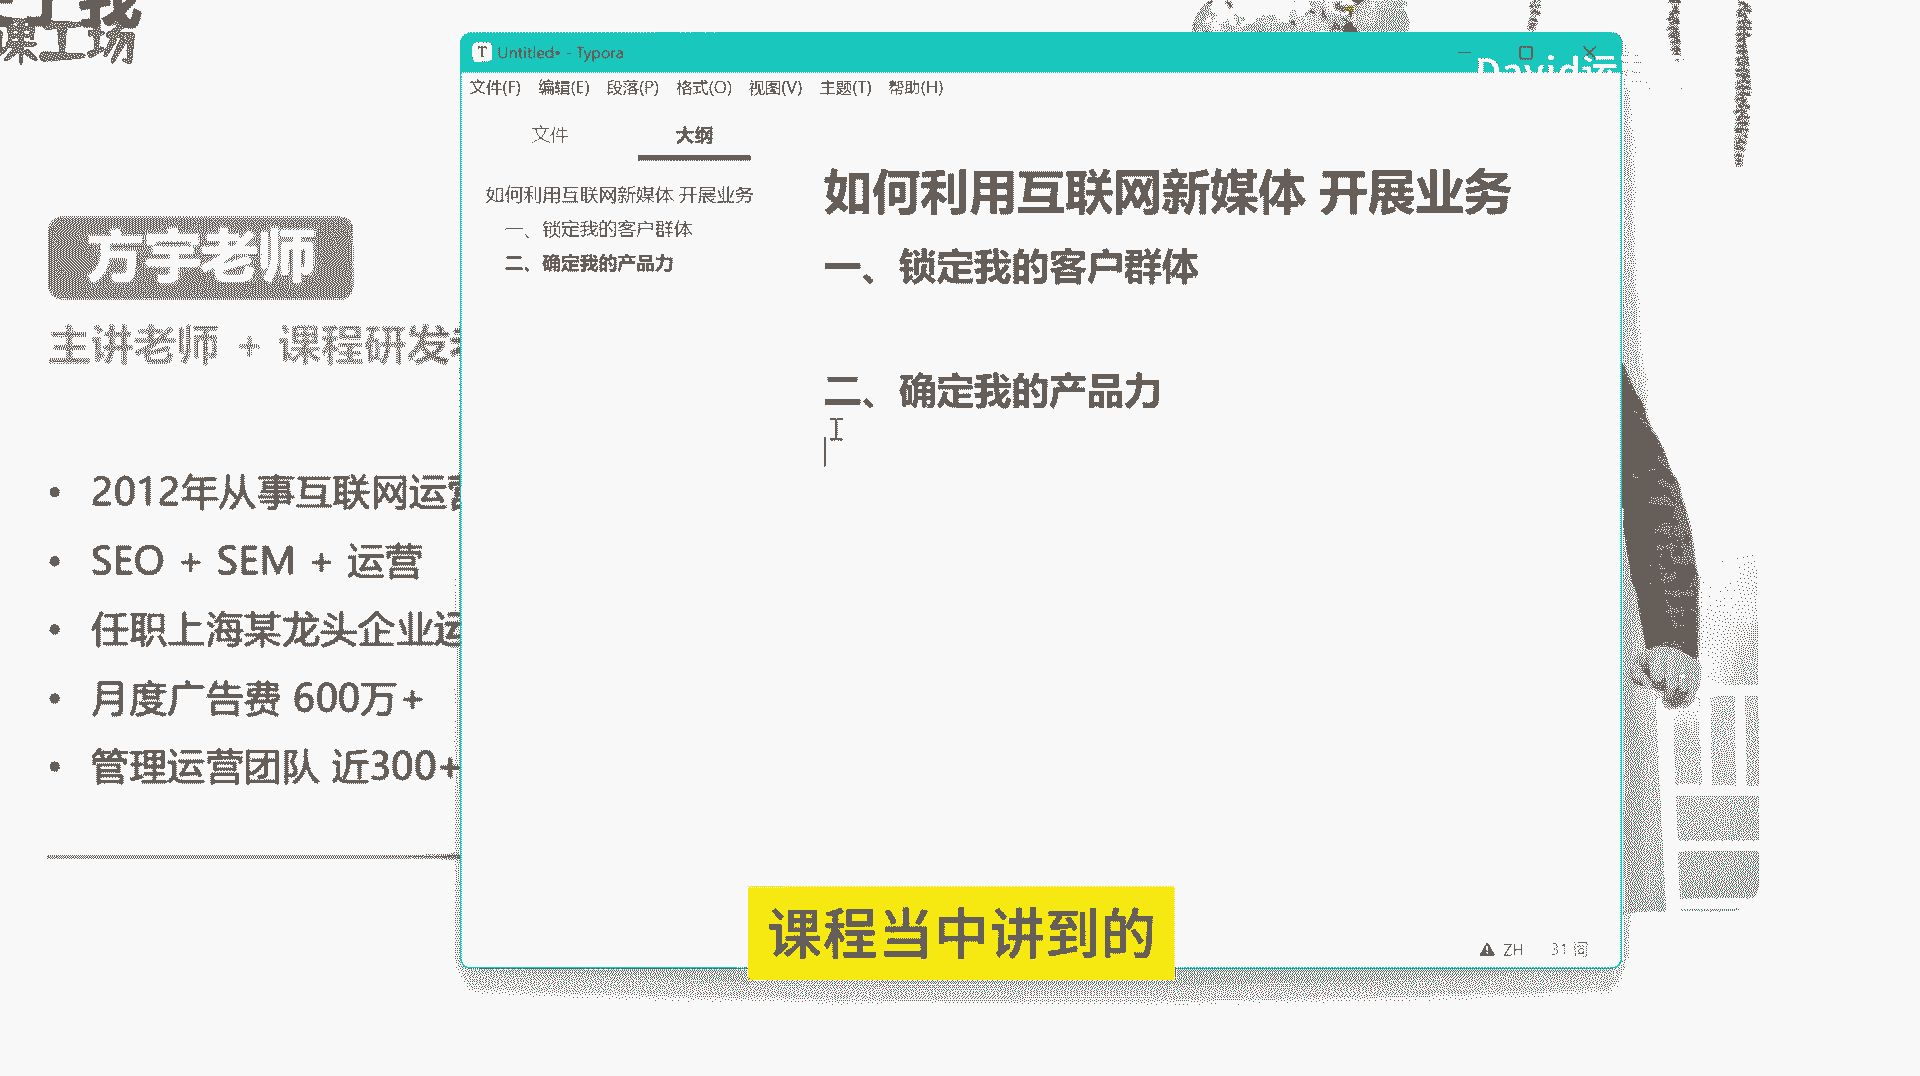 课工场
Untitled• - Typora
David运
文件(F) 编辑(E) 段落(P) 格式(O) 视图(V) 主题(T) 帮助(H)
文件 大纲
如何利用互联网新媒体 开展业务
一、锁定我的客户群体
二、确定我的产品力
如何利用互联网新媒体 开展业务
一、锁定我的客户群体
二、确定我的产品力
方宇老师
主讲老师 + 课程研发
2012年从事互联网运营
SEO + SEM + 运营
任职上海某龙头企业运
月度广告费 600万+
管理运营团队 近300+
课程当中讲到的
ZH 31 词